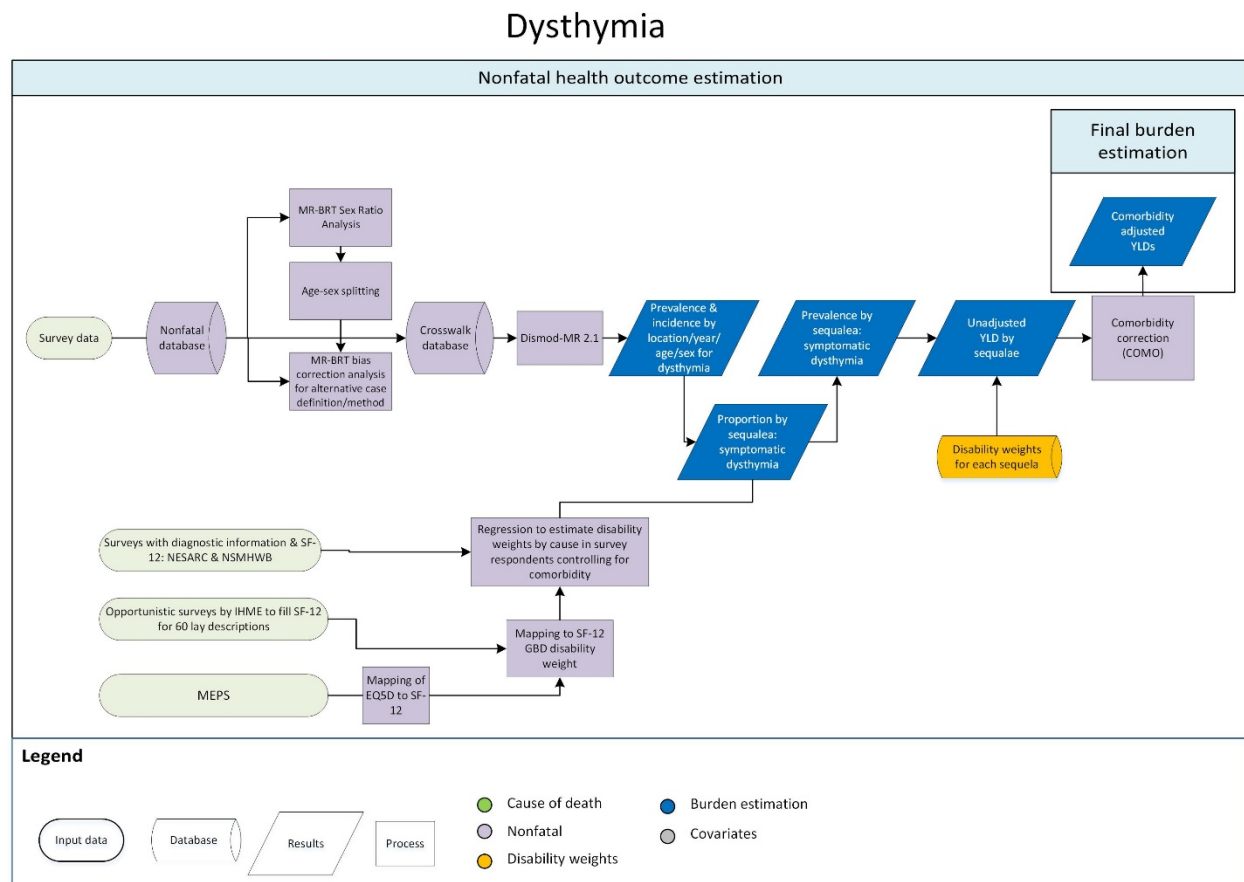 Dysthymia
Nonfatal health outcome estimation
Final burden
estimation
Comorbidity
adjusted
YLDs
MR-BRT Sex Ratio
Analysis
Age-sex splitting
MR-BRT bias
correction analysis
for alternative case
definition/method
Survey data
Nonfatal
database
Crosswalk
database
Dismod-MR 2.1
Prevalence &
incidence by
location/year/
age/sex for
dysthymia
Proportion by
sequalea:
symptomatic
dysthymia
Prevalence by
sequalea:
symptomatic
dysthymia
Unadjusted
YLD by
sequalae
Comorbidity
correction
(COMO)
Disability weights
for each sequela
Surveys with diagnostic information & SF-
12: NESARC & NSMHWB
Regression to estimate disability
weights by cause in survey
respondents controlling for
comorbidity
Opportunistic surveys by IHME to fill SF-12
for 60 lay descriptions
Mapping to SF-12
GBD disability
weight
MEPS
Mapping of
EQ5D to SF-
12
Legend
Input data
Database
Results
Process
Cause of death
Nonfatal
Disability weights
Burden estimation
Covariates